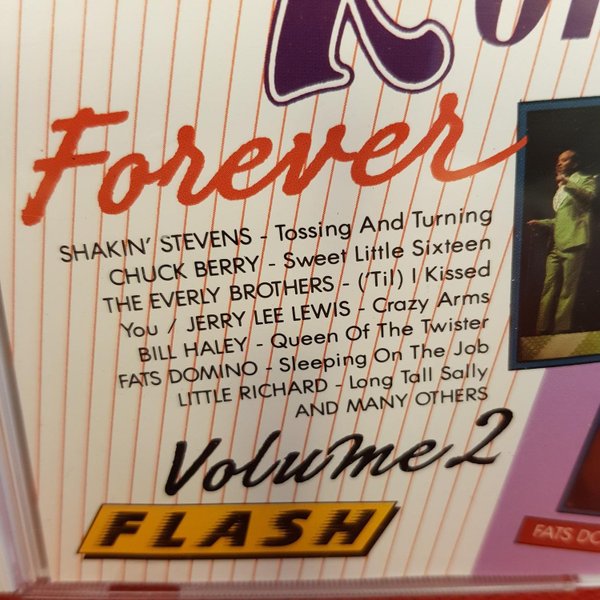 Forever
SHAKIN' STEVENS - Tossing And Turning
CHUCK BERRY - Sweet Little Sixteen
THE EVERLY BROTHERS - ('Til) I Kissed
You / JERRY LEE LEWIS - Crazy Arms
BILL HALEY - Queen Of The Twister
FATS DOMINO - Sleeping On The Job
LITTLE RICHARD - Long Tall Sally
AND MANY OTHERS
Volume 2
FLASH
FATS DO